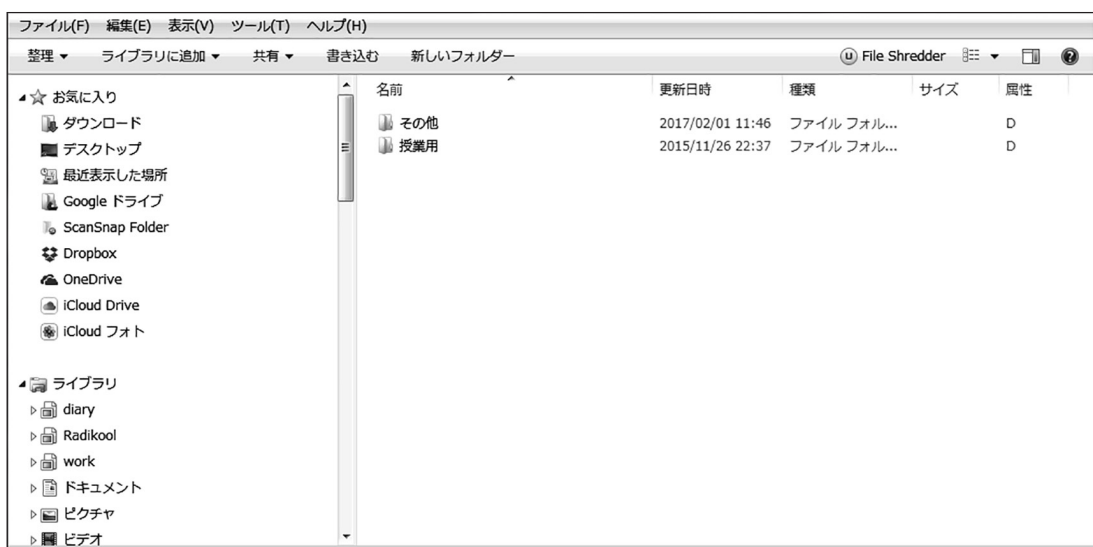 ファイル(F) 編集(E) 表示(V) ツール(T) ヘルプ(H)
整理 ▼ ライブラリに追加 ▼ 共有 ▼ 書き込む 新しいフォルダー File Shredder
お気に入り
ダウンロード
デスクトップ
最近表示した場所
Google ドライブ
ScanSnap Folder
Dropbox
OneDrive
iCloud Drive
iCloud フォト
ライブラリ
diary
Radikool
work
ドキュメント
ピクチャ
ビデオ
名前 更新日時 種類 サイズ 属性
その他 2017/02/01 11:46 ファイル フォル... D
授業用 2015/11/26 22:37 ファイル フォル... D